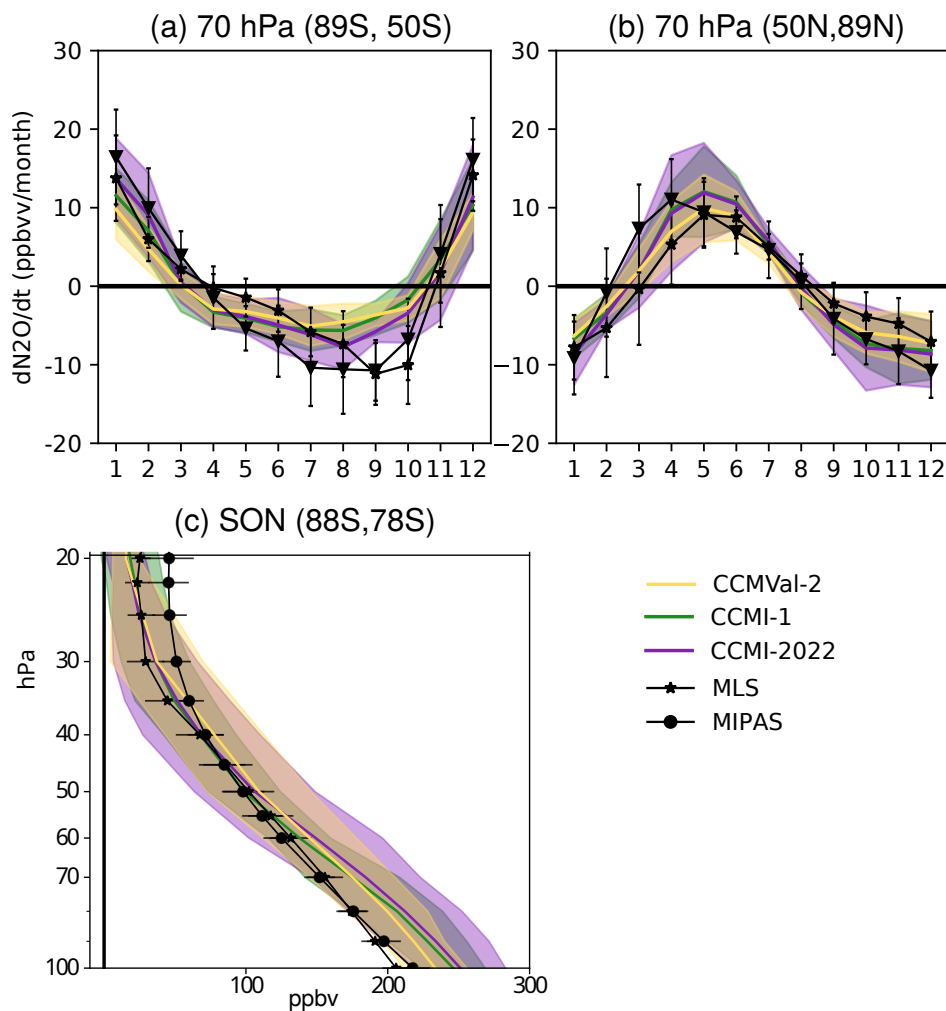 (a) 70 hPa (89S, 50S)
(b) 70 hPa (50N,89N)
dN2O/dt (ppbvv/month)
30
20
10
0
-10
-20
1 2 3 4 5 6 7 8 9 10 11 12
30
20
10
0
−10
−20
1 2 3 4 5 6 7 8 9 10 11 12
(c) SON (88S,78S)
hPa
20
30
40
50
60
70
100
100 200 300
ppbv
CCMVal-2
CCMI-1
CCMI-2022
MLS
MIPAS